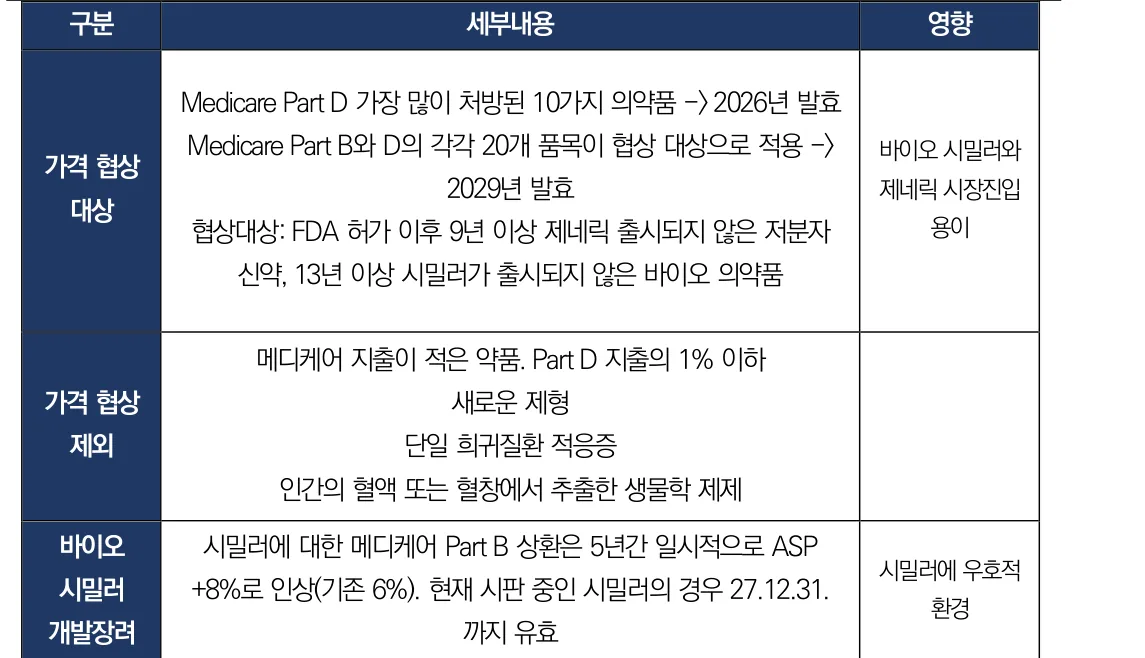 구분 세부내용 영향
가격 협상
대상
Medicare Part D 가장 많이 처방된 10가지 의약품 -> 2026년 발효
Medicare Part B와 D의 각각 20개 품목이 협상 대상으로 적용 ->
2029년 발효
협상대상: FDA 허가 이후 9년 이상 제네릭 출시되지 않은 저분자
신약, 13년 이상 시밀러가 출시되지 않은 바이오 의약품
바이오 시밀러와
제네릭 시장진입
용이
가격 협상
제외
메디케어 지출이 적은 약품. Part D 지출의 1% 이하
새로운 제형
단일 희귀질환 적응증
인간의 혈액 또는 혈창에서 추출한 생물학 제제
바이오
시밀러
개발장려
시밀러에 대한 메디케어 Part B 상환은 5년간 일시적으로 ASP
+8%로 인상(기존 6%). 현재 시판 중인 시밀러의 경우 27.12.31.
까지 유효
시밀러에 우호적
환경